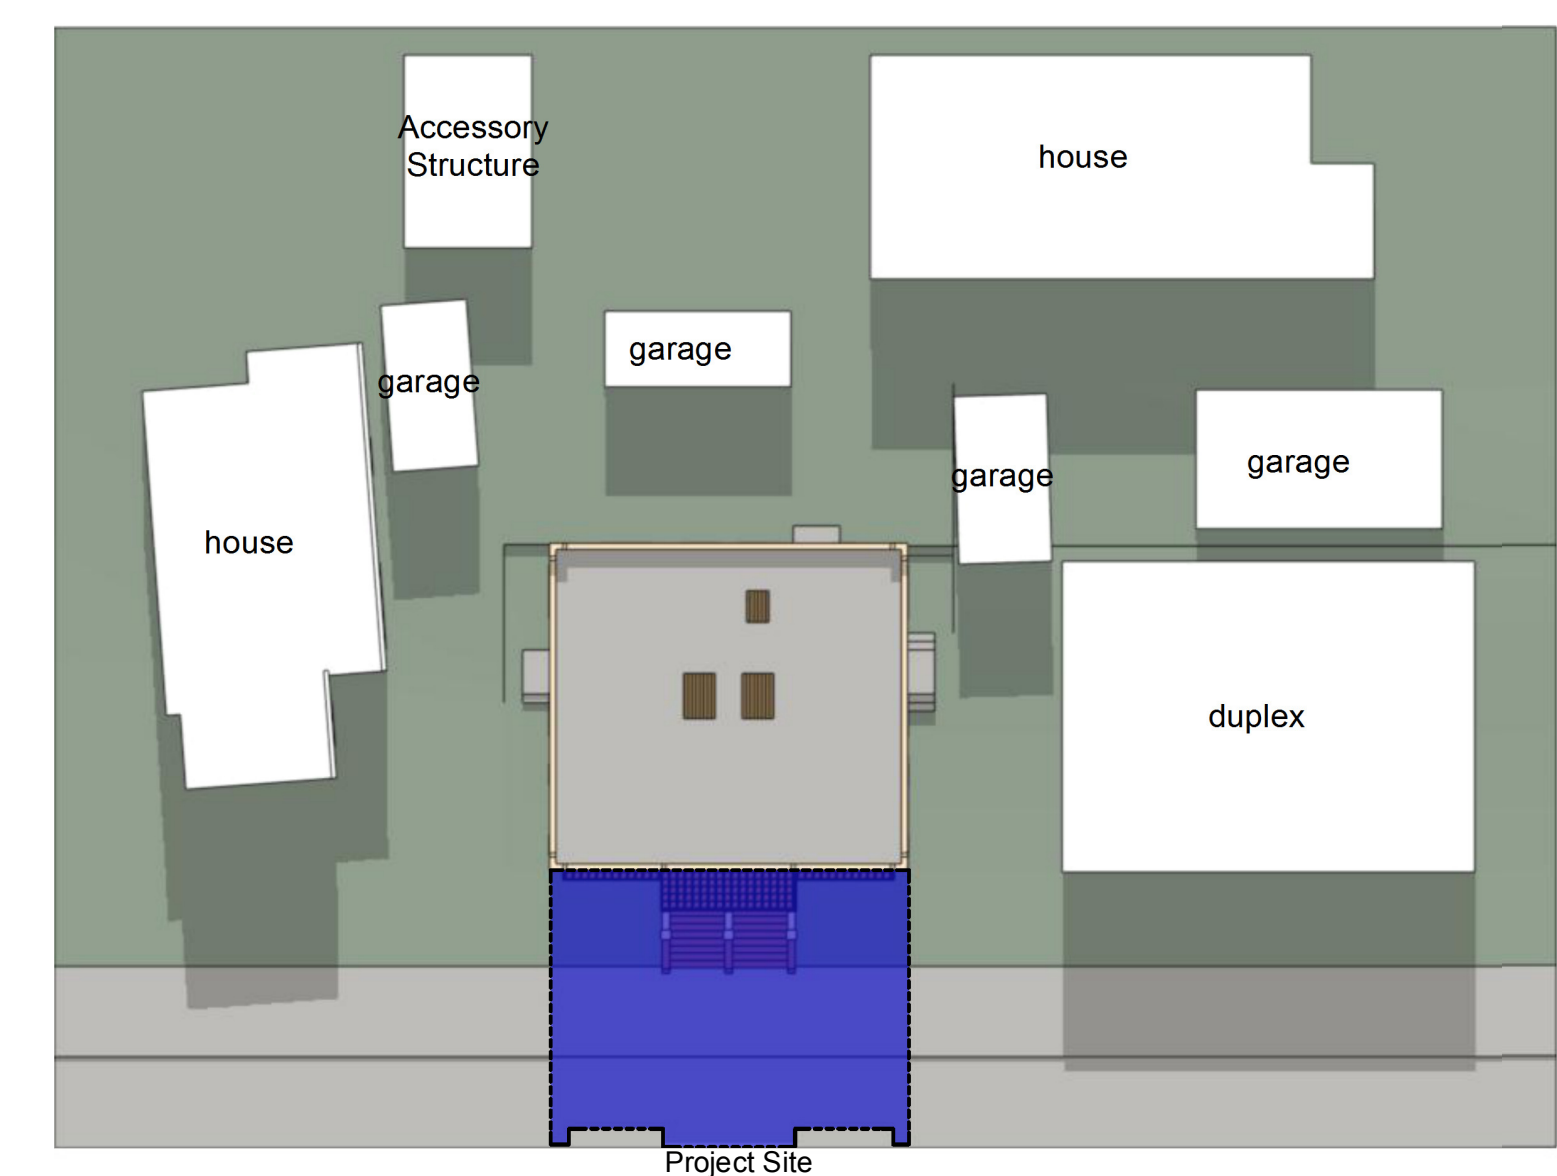 Accessory
Structure
house
garage
garage
garage
garage
house
duplex
Project Site